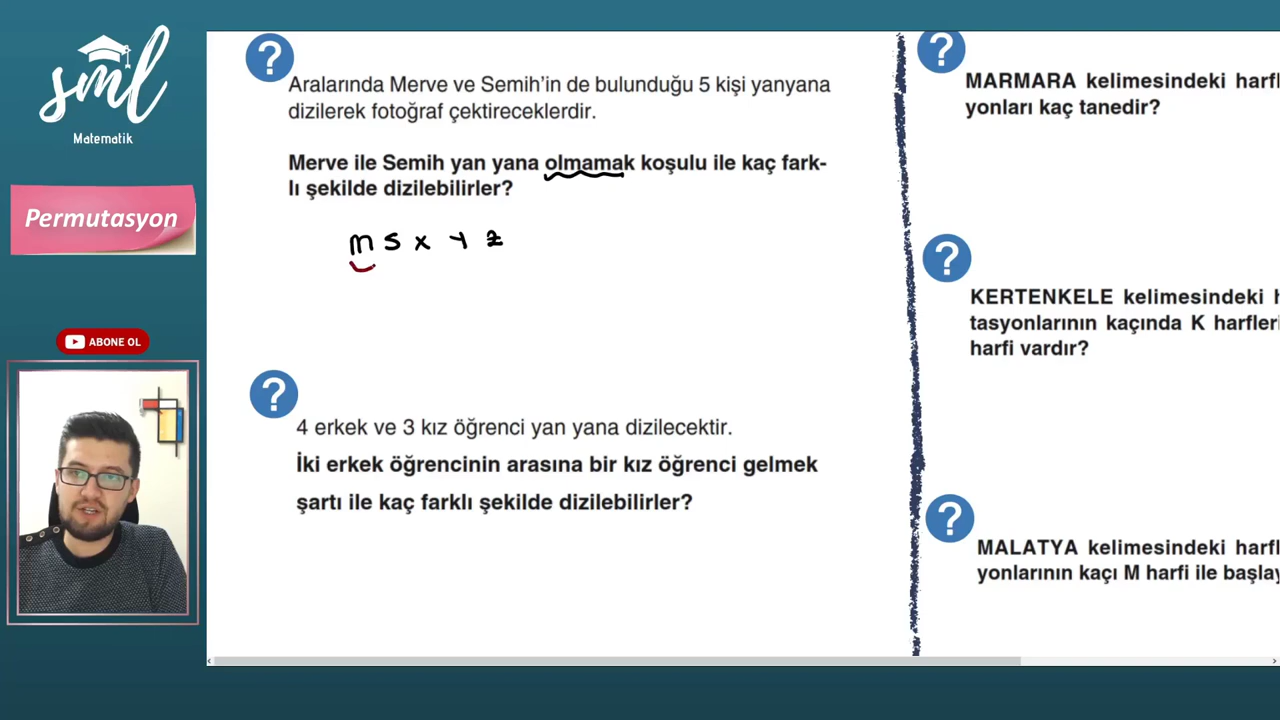 sml
Matematik
Permutasyon
ABONE OL
Aralarında Merve ve Semih'in de bulunduğu 5 kişi yanyana
dizilerek fotoğraf çektireceklerdir.
Merve ile Semih yan yana olmamak koşulu ile kaç fark-
lı şekilde dizilebilirler?
m s x y z
4 erkek ve 3 kız öğrenci yan yana dizilecektir.
İki erkek öğrencinin arasına bir kız öğrenci gelmek
şartı ile kaç farklı şekilde dizilebilirler?
MARMARA kelimesindeki harfl
yonları kaç tanedir?
KERTENKELE kelimesindeki h
tasyonlarının kaçında K harfleri
harfi vardır?
MALATYA kelimesindeki harfl
yonlarının kaçı M harfi ile başlay